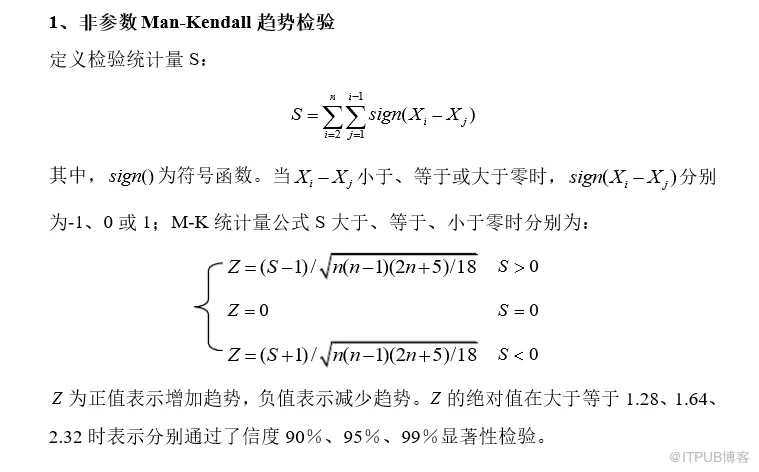 1、非参数 Man-Kendall 趋势检验
定义检验统计量 S：
S = \sum_{i=2}^{n} \sum_{j=1}^{i-1} sign(X_i − X_j)
其中，sign() 为符号函数。当 X_i − X_j 小于、等于或大于零时，sign(X_i − X_j) 分别
为-1、0 或 1；M-K 统计量公式 S 大于、等于、小于零时分别为：
Z = (S−1)/√n(n−1)(2n+5)/18 S > 0
Z = 0 S = 0
Z = (S+1)/√n(n−1)(2n+5)/18 S < 0
Z 为正值表示增加趋势，负值表示减少趋势。Z 的绝对值在大于等于 1.28、1.64、
2.32 时表示分别通过了信度 90％、95％、99％显著性检验。
@ITPUB博客